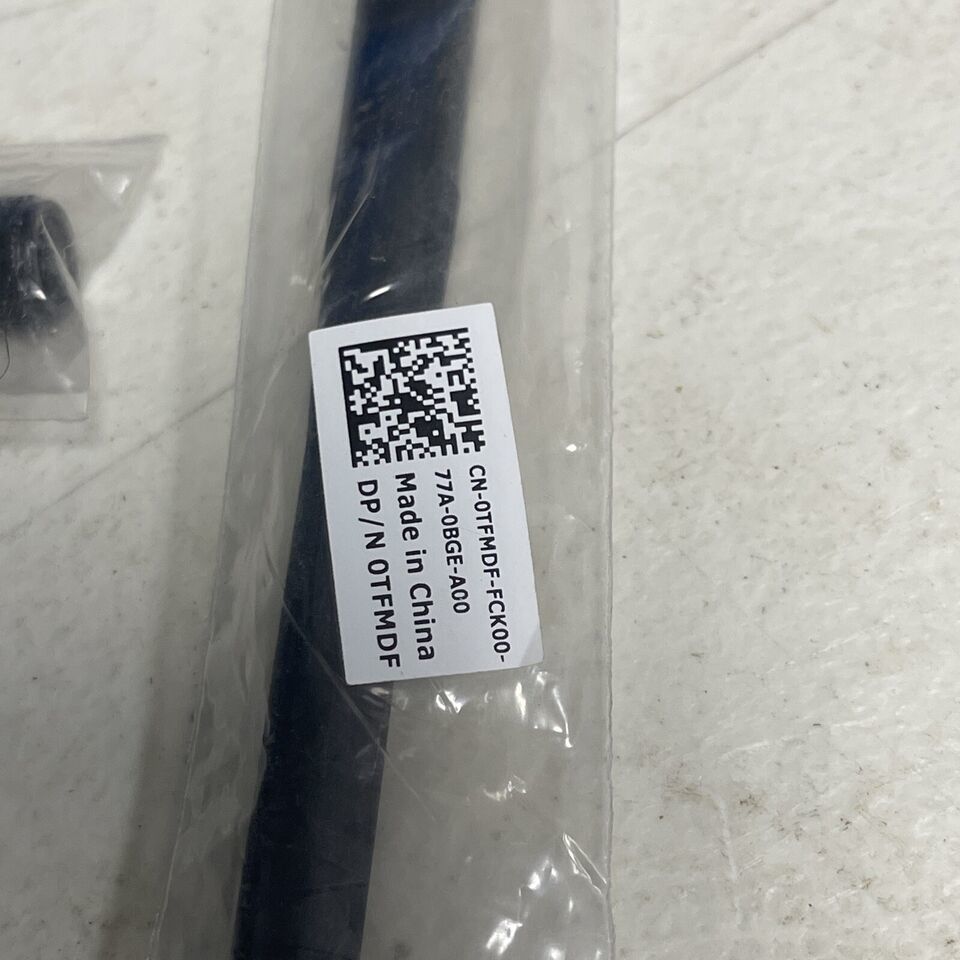 CN-0TFMDF-FCK00-
77A-0BGE-A00
Made in China
DP/N 0TFMDF